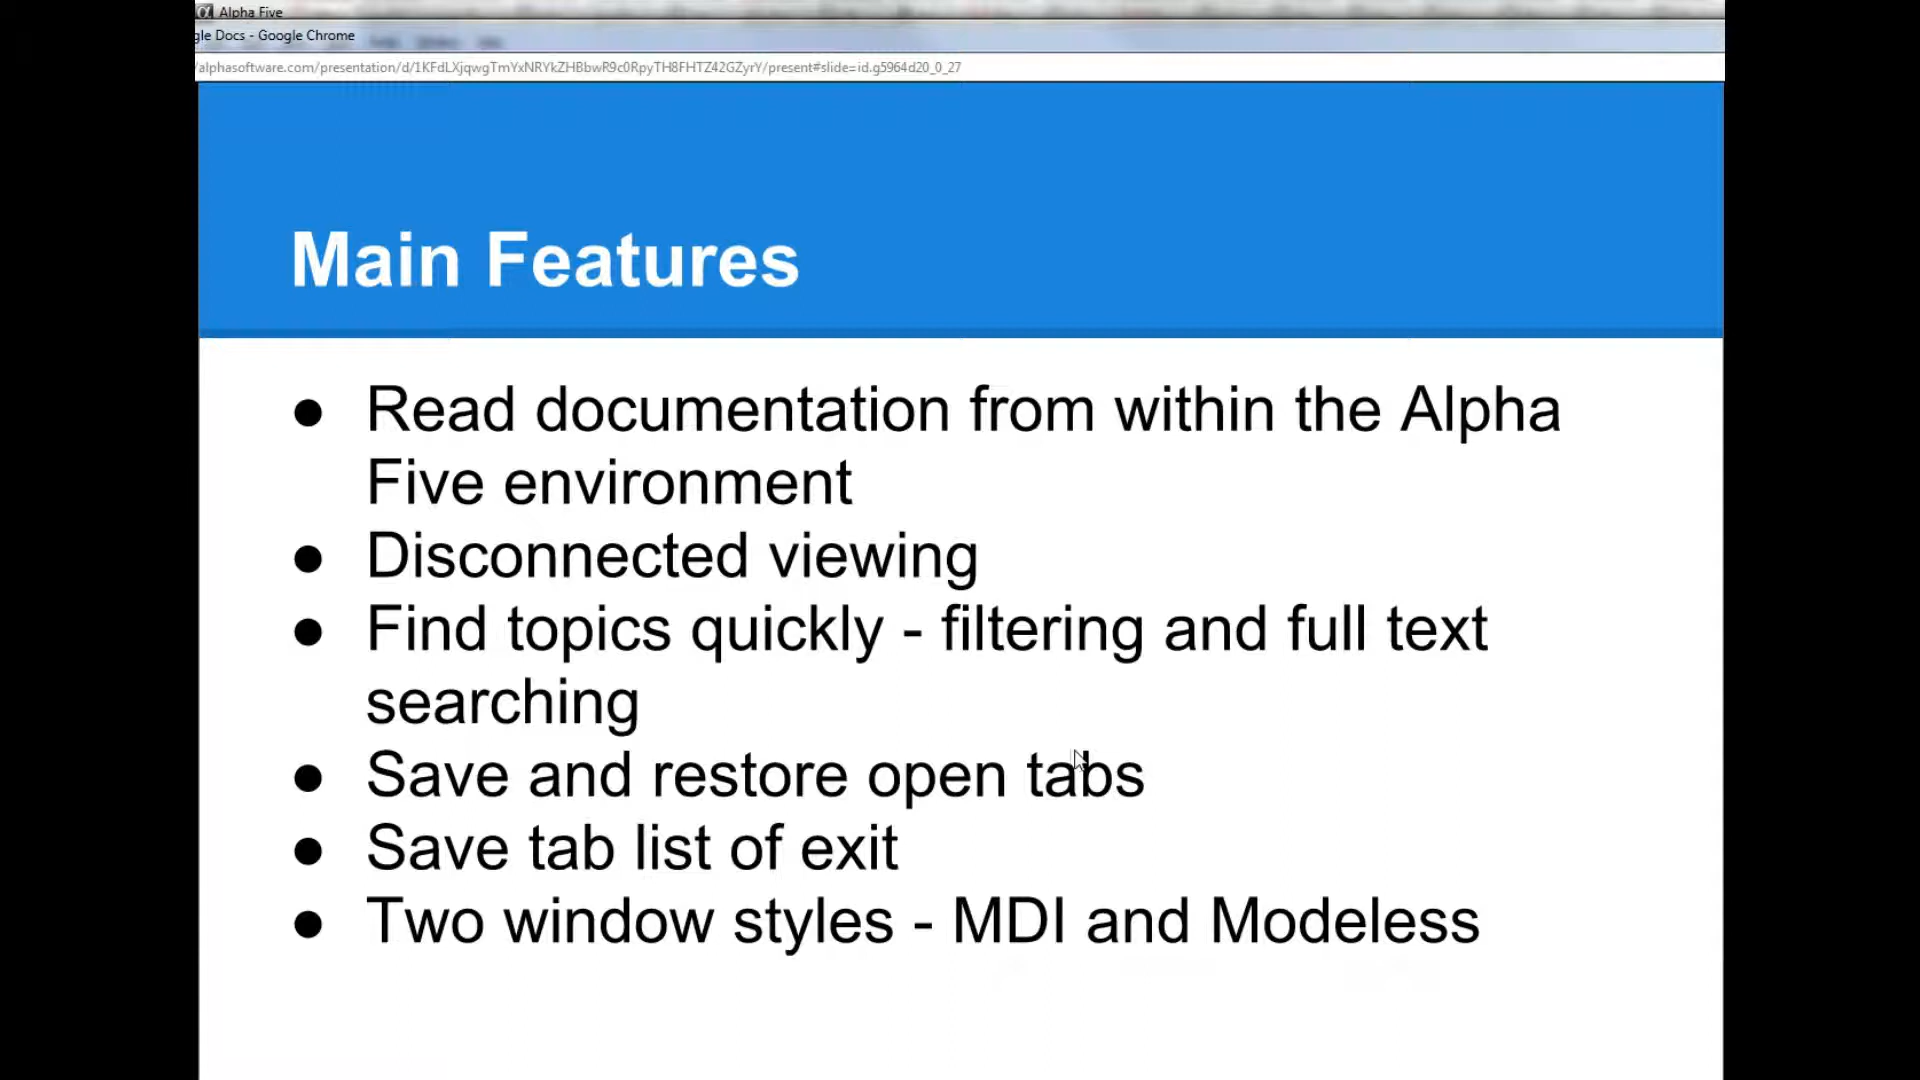 Alpha Five
gle Docs - Google Chrome
/alphasoftware.com/presentation/d/1KFdLXjqwgTmYxNRYkZHBbwR9c0RpyTH8FHTZ42GZyrY/present#slide=id.g5964d20_0_27
Main Features
● Read documentation from within the Alpha
Five environment
● Disconnected viewing
● Find topics quickly - filtering and full text
searching
● Save and restore open tabs
● Save tab list of exit
● Two window styles - MDI and Modeless